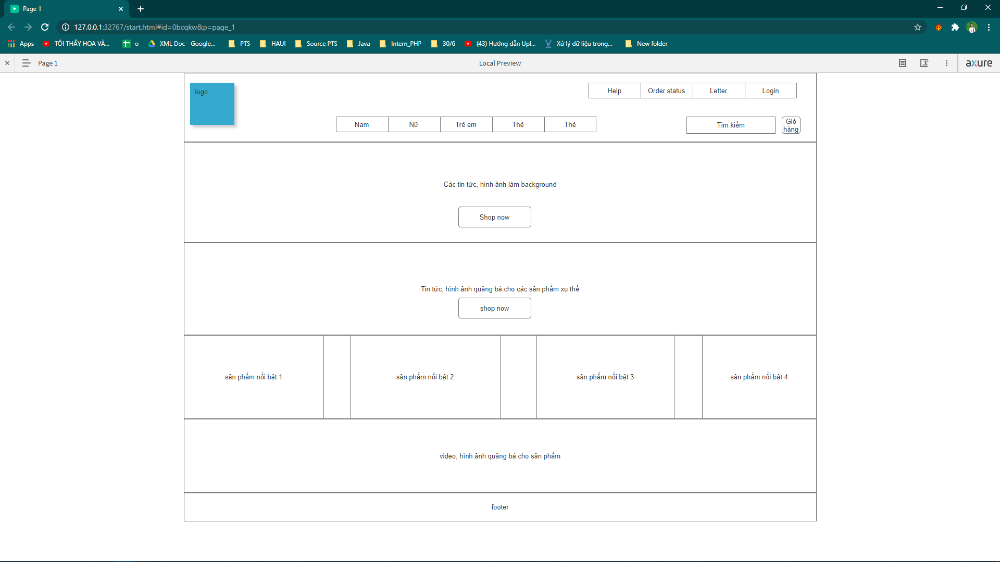 Page 1
127.0.0.1:32767/start.html#id=0bcqkw&p=page_1
Apps TÔI THẤY HOA VÀ... o XML Doc - Google... PTS HAUI Source PTS Java Intern_PHP 30/6 (43) Hướng dẫn Upl... Xử lý dữ liệu trong... New folder
Page 1 Local Preview axure
logo
Help Order status Letter Login
Nam Nữ Trẻ em Thẻ Thẻ Tìm kiếm Giỏ
hàng
Các tin tức, hình ảnh làm background
Shop now
Tin tức, hình ảnh quảng bá cho các sản phẩm xu thế
shop now
sản phẩm nổi bật 1 sản phẩm nổi bật 2 sản phẩm nổi bật 3 sản phẩm nổi bật 4
video, hình ảnh quảng bá cho sản phẩm
footer